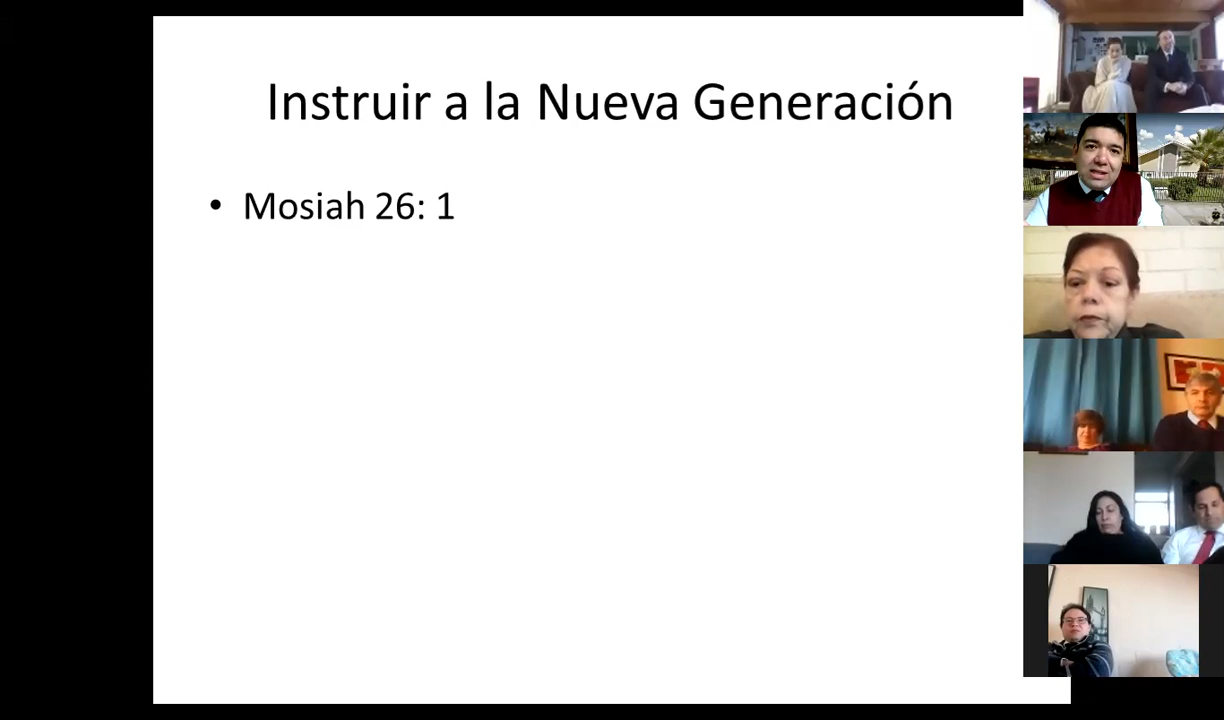 Instruir a la Nueva Generación
• Mosiah 26: 1